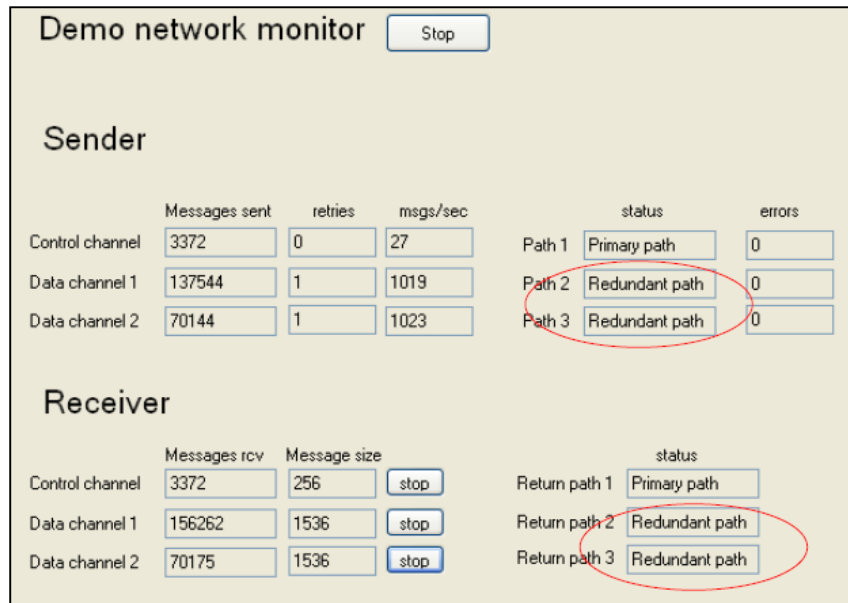 Demo network monitor Stop
Sender
Messages sent retries msgs/sec status errors
Control channel 3372 0 27 Path 1 Primary path 0
Data channel 1 137544 1 1019 Path 2 Redundant path 0
Data channel 2 70144 1 1023 Path 3 Redundant path 0
Receiver
Messages rcv Message size status
Control channel 3372 256 stop Return path 1 Primary path
Data channel 1 156262 1536 stop Return path 2 Redundant path
Data channel 2 70175 1536 stop Return path 3 Redundant path